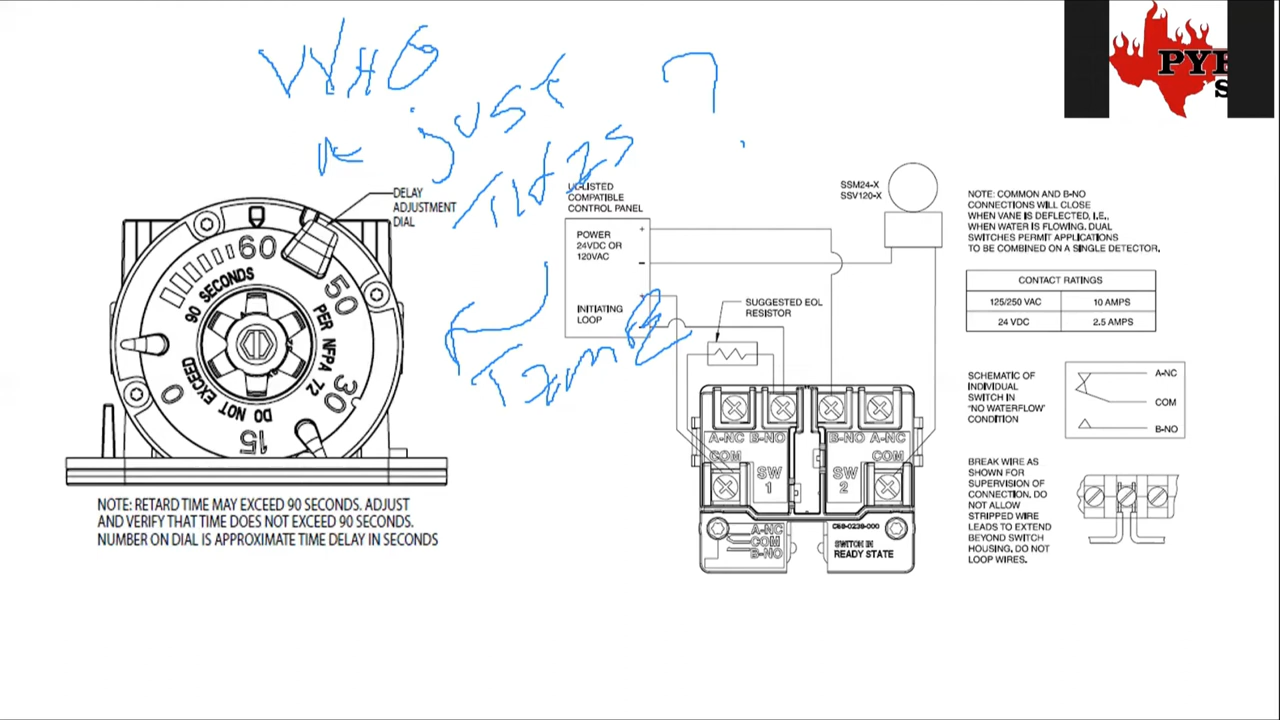 PYE
S
just
?
DELAY
ADJUSTMENT
DIAL
60
50
30
15
0
90 SECONDS
PER NFPA 72
DO NOT EXCEED
NOTE: RETARD TIME MAY EXCEED 90 SECONDS. ADJUST
AND VERIFY THAT TIME DOES NOT EXCEED 90 SECONDS.
NUMBER ON DIAL IS APPROXIMATE TIME DELAY IN SECONDS
UL-LISTED
COMPATIBLE
CONTROL PANEL
POWER
24VDC OR
120VAC
+
–
INITIATING
LOOP
SUGGESTED EOL
RESISTOR
SSM24-X
SSV120-X
A-NC B-NO
COM
SW
1
B-NO A-NC
COM
SW
2
A-NC
COM
B-NO
C58-0239-000
SWITCH IN
READY STATE
NOTE: COMMON AND B-NO
CONNECTIONS WILL CLOSE
WHEN VANE IS DEFLECTED, I.E.,
WHEN WATER IS FLOWING. DUAL
SWITCHES PERMIT APPLICATIONS
TO BE COMBINED ON A SINGLE DETECTOR.
CONTACT RATINGS
125/250 VAC 10 AMPS
24 VDC 2.5 AMPS
SCHEMATIC OF
INDIVIDUAL
SWITCH IN
“NO WATERFLOW”
CONDITION
A-NC
COM
B-NO
BREAK WIRE AS
SHOWN FOR
SUPERVISION OF
CONNECTION. DO
NOT ALLOW
STRIPPED WIRE
LEADS TO EXTEND
BEYOND SWITCH
HOUSING. DO NOT
LOOP WIRES.